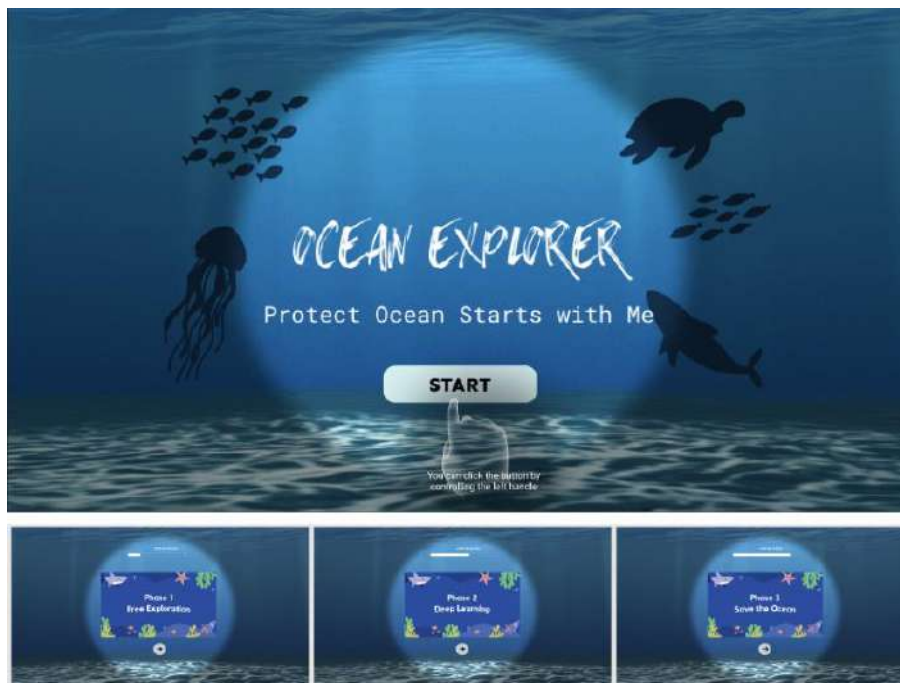 OCEAN EXPLORER
Protect Ocean Starts with Me
START
You can click the button by
controlling the left handle
Phase 1
Free Exploration
Phase 2
Deep Learning
Phase 3
Save the Ocean